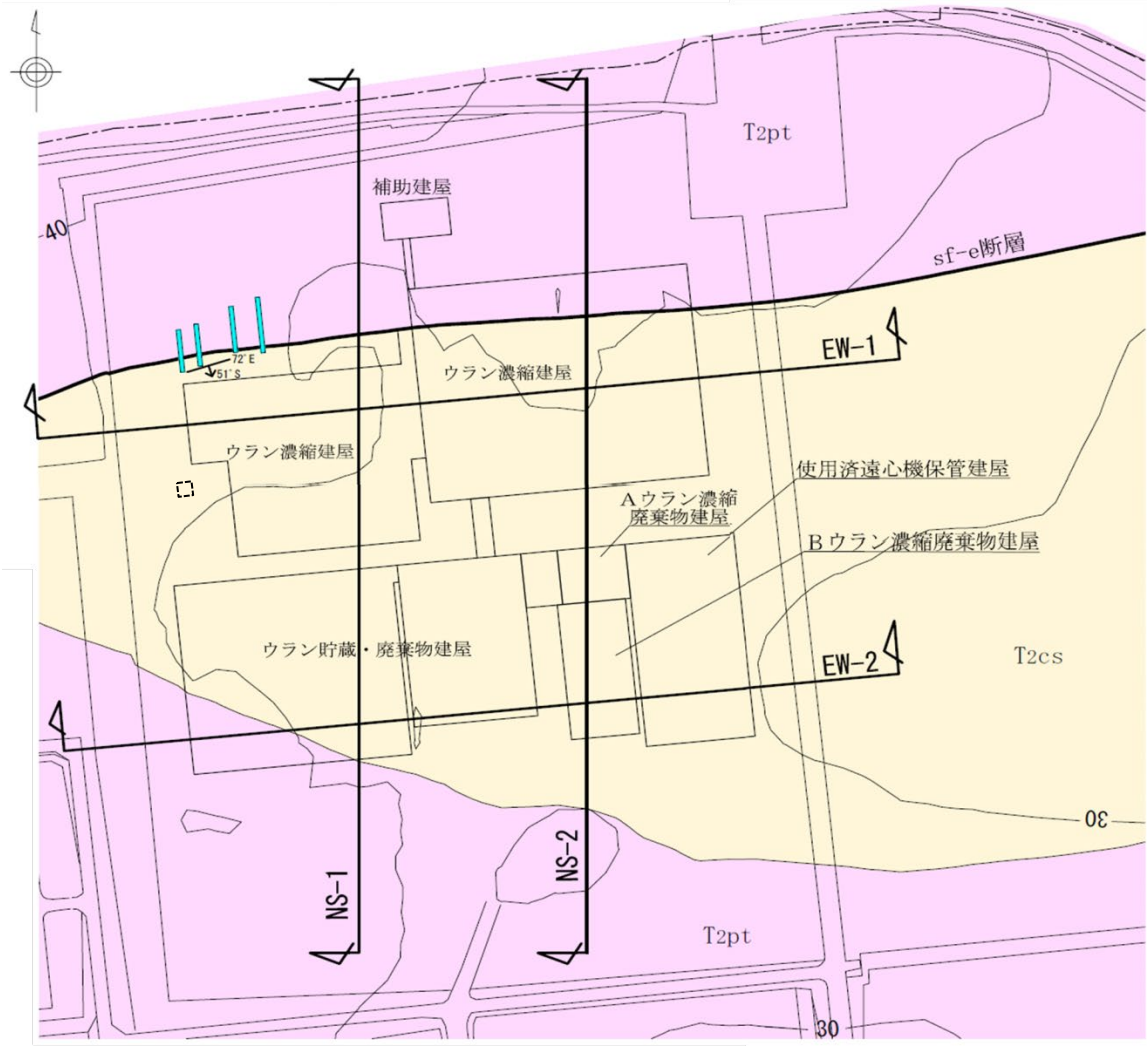 T2pt
補助建屋
40
sf-e断層
EW-1
72°E
51°S
ウラン濃縮建屋
ウラン濃縮建屋
使用済遠心機保管建屋
Aウラン濃縮
廃棄物建屋
Bウラン濃縮廃棄物建屋
ウラン貯蔵・廃棄物建屋
EW-2
T2cs
30
NS-1
NS-2
T2pt
30